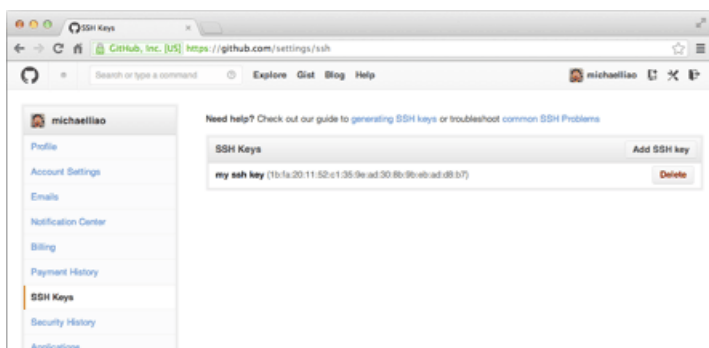 SSH Keys
GitHub, Inc. [US] https://github.com/settings/ssh
Search or type a command Explore Gist Blog Help michaelliao
michaelliao
Need help? Check out our guide to generating SSH keys or troubleshoot common SSH Problems
Profile
SSH Keys Add SSH key
Account Settings
my ssh key (1b:fa:20:11:52:c1:35:9e:ad:30:8b:9b:eb:ad:d8:b7) Delete
Emails
Notification Center
Billing
Payment History
SSH Keys
Security History
Applications